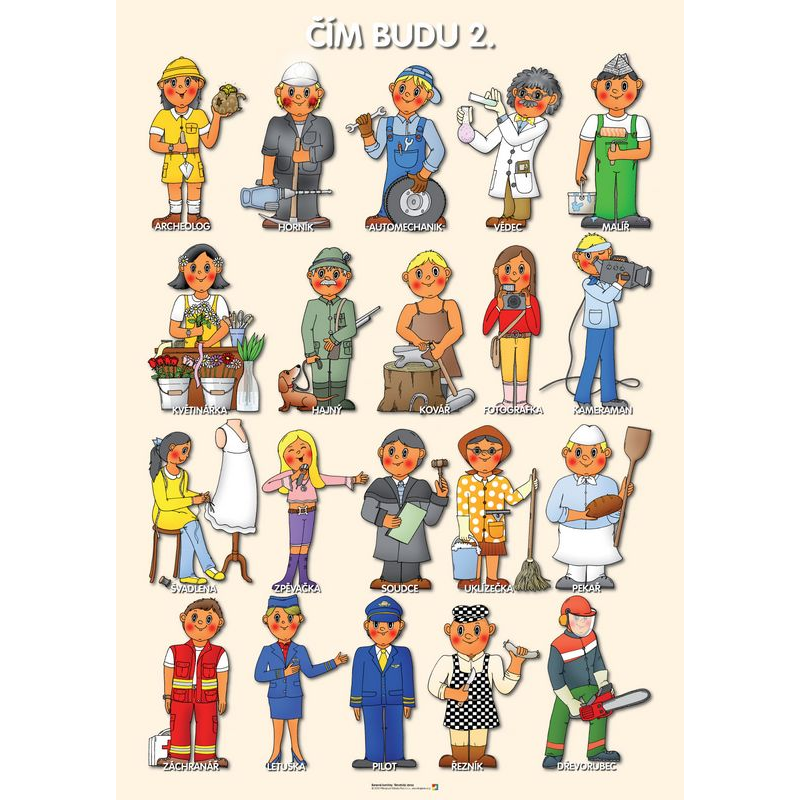 ČÍM BUDU 2.
ARCHEOLOG HORNÍK AUTOMECHANIK VĚDEC MALÍŘ
KVĚTINÁŘKA HAJNÝ KOVÁŘ FOTOGRAFKA KAMERAMAN
ŠVADLENA ZPĚVAČKA SOUDCE UKLÍZEČKA PEKAŘ
ZÁCHRANÁŘ LETUŠKA PILOT ŘEZNÍK DŘEVORUBEC